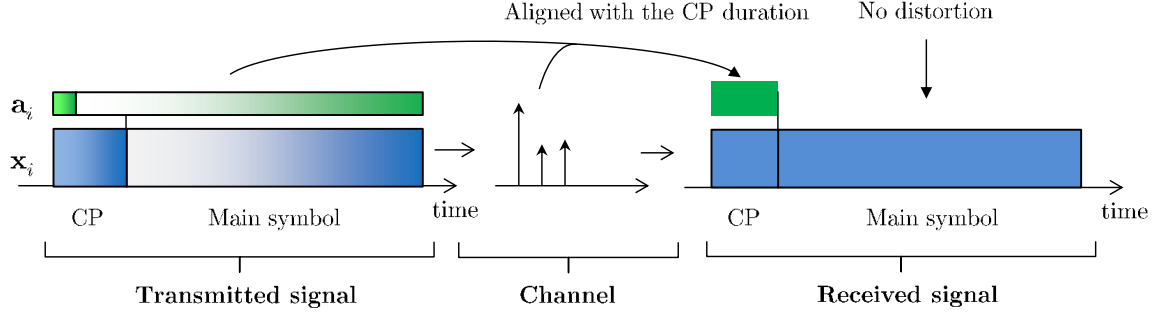 Aligned with the CP duration
No distortion
a_i
x_i
time
time
CP
Main symbol
CP
Main symbol
Transmitted signal
Channel
Received signal